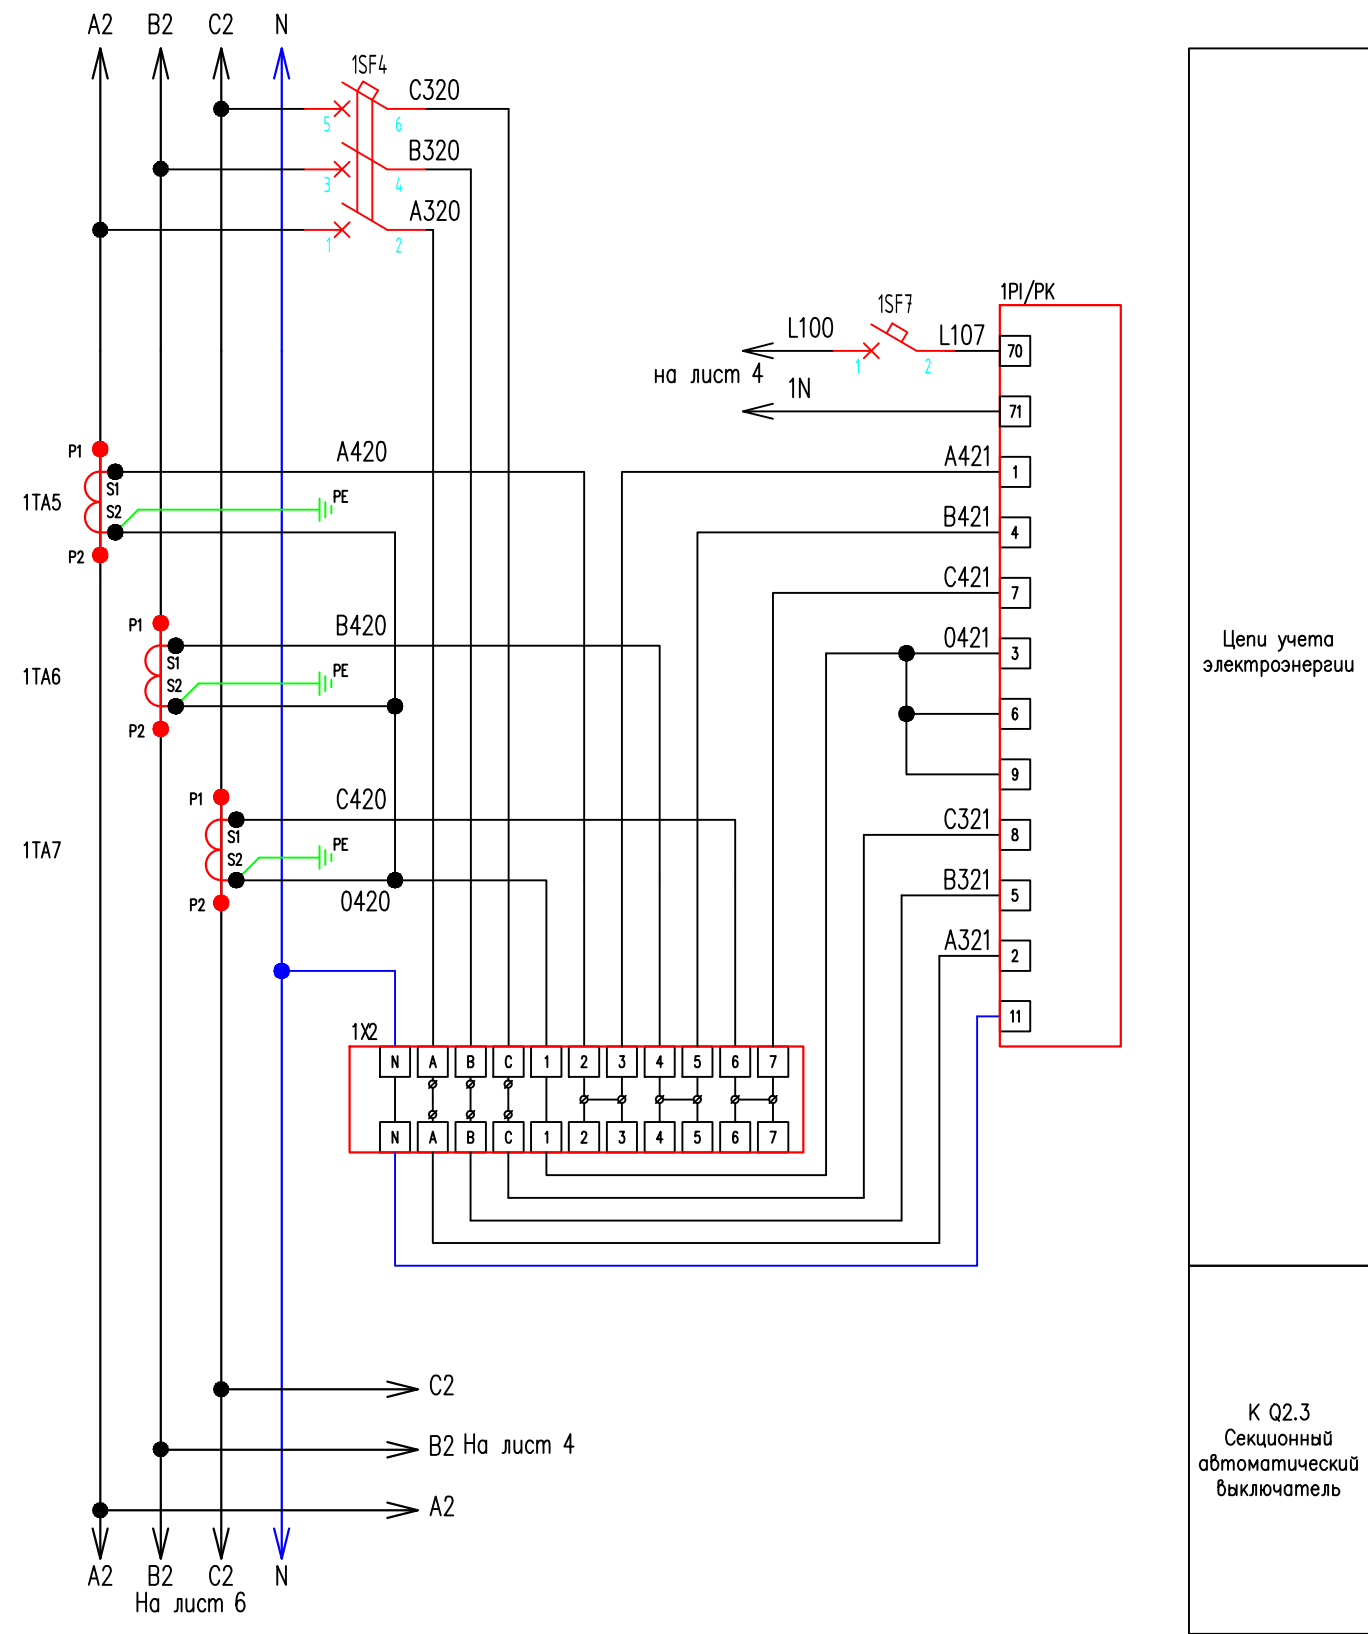 A2 B2 C2 N
1SF4
C320
5 6
B320
3 4
A320
1 2
1PI/PK
1SF7
L100 L107 70
1 2
на лист 4
1N 71
P1 A420 A421 1
S1
1TA5 PE
S2
P2 B421 4
C421 7
P1 B420 O421 3
S1
1TA6 PE
S2
P2 6
9
P1 C420 C321 8
S1
1TA7 PE
S2
P2 O420 B321 5
A321 2
11
1X2
N A B C 1 2 3 4 5 6 7
N A B C 1 2 3 4 5 6 7
Цепи учета
электроэнергии
C2
B2 На лист 4
A2
К Q2.3
Секционный
автоматический
выключатель
A2 B2 C2 N
На лист 6